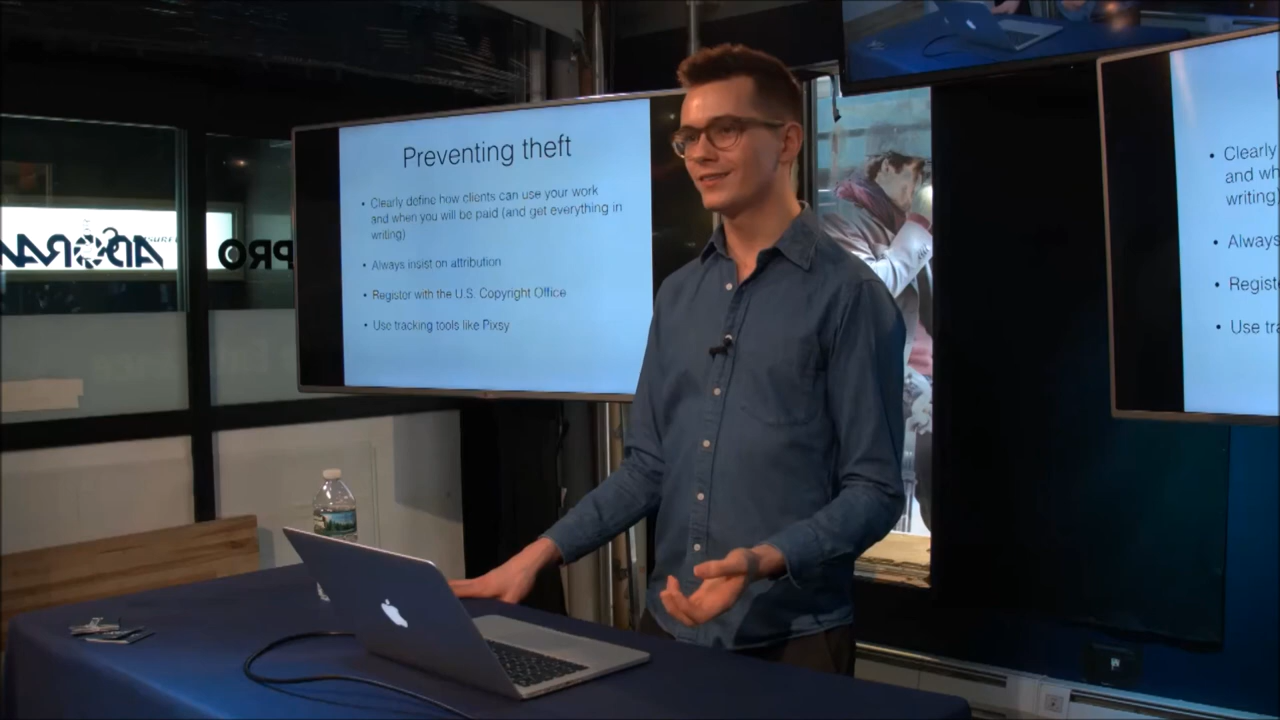 Preventing theft
• Clearly define how clients can use your work
and when you will be paid (and get everything in
writing)
• Always insist on attribution
• Register with the U.S. Copyright Office
• Use tracking tools like Pixsy
ADORAMA
PRO
• Clearly
and wh
writing
• Always
• Regist
• Use tra